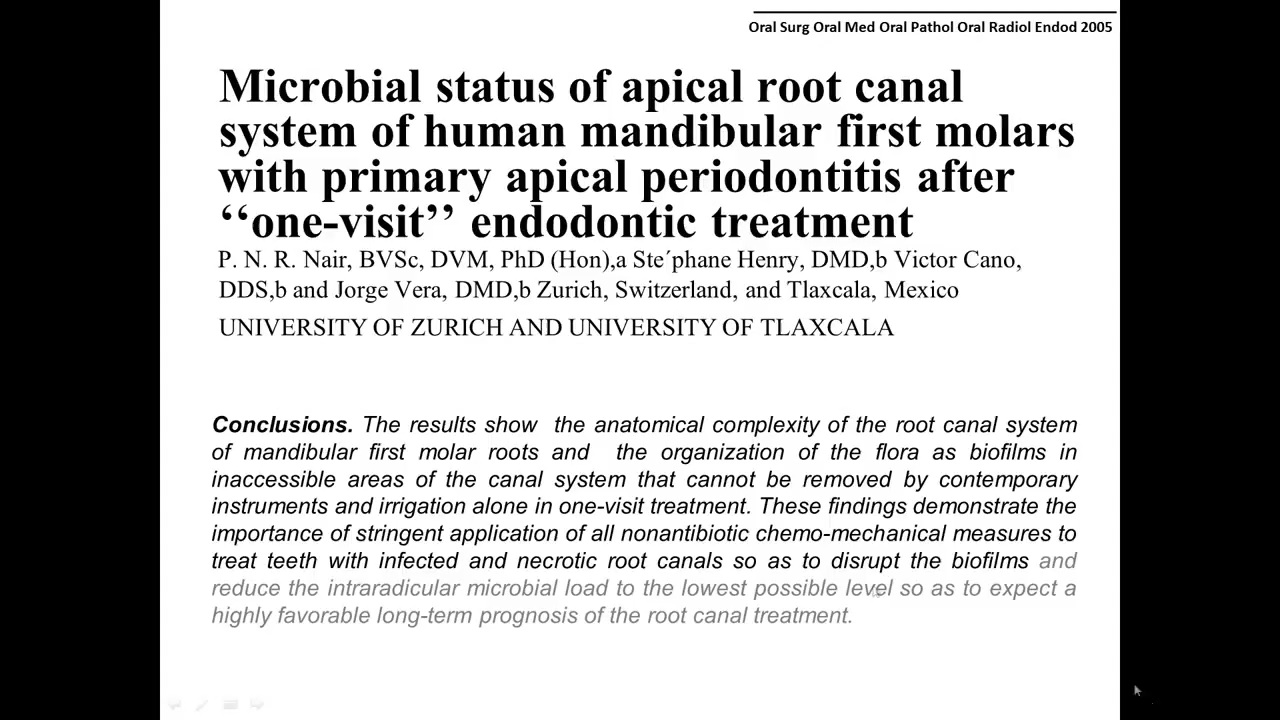 Oral Surg Oral Med Oral Pathol Oral Radiol Endod 2005
Microbial status of apical root canal
system of human mandibular first molars
with primary apical periodontitis after
‘‘one-visit’’ endodontic treatment
P. N. R. Nair, BVSc, DVM, PhD (Hon),a Ste´phane Henry, DMD,b Victor Cano,
DDS,b and Jorge Vera, DMD,b Zurich, Switzerland, and Tlaxcala, Mexico
UNIVERSITY OF ZURICH AND UNIVERSITY OF TLAXCALA
Conclusions. The results show the anatomical complexity of the root canal system
of mandibular first molar roots and the organization of the flora as biofilms in
inaccessible areas of the canal system that cannot be removed by contemporary
instruments and irrigation alone in one-visit treatment. These findings demonstrate the
importance of stringent application of all nonantibiotic chemo-mechanical measures to
treat teeth with infected and necrotic root canals so as to disrupt the biofilms and
reduce the intraradicular microbial load to the lowest possible level so as to expect a
highly favorable long-term prognosis of the root canal treatment.